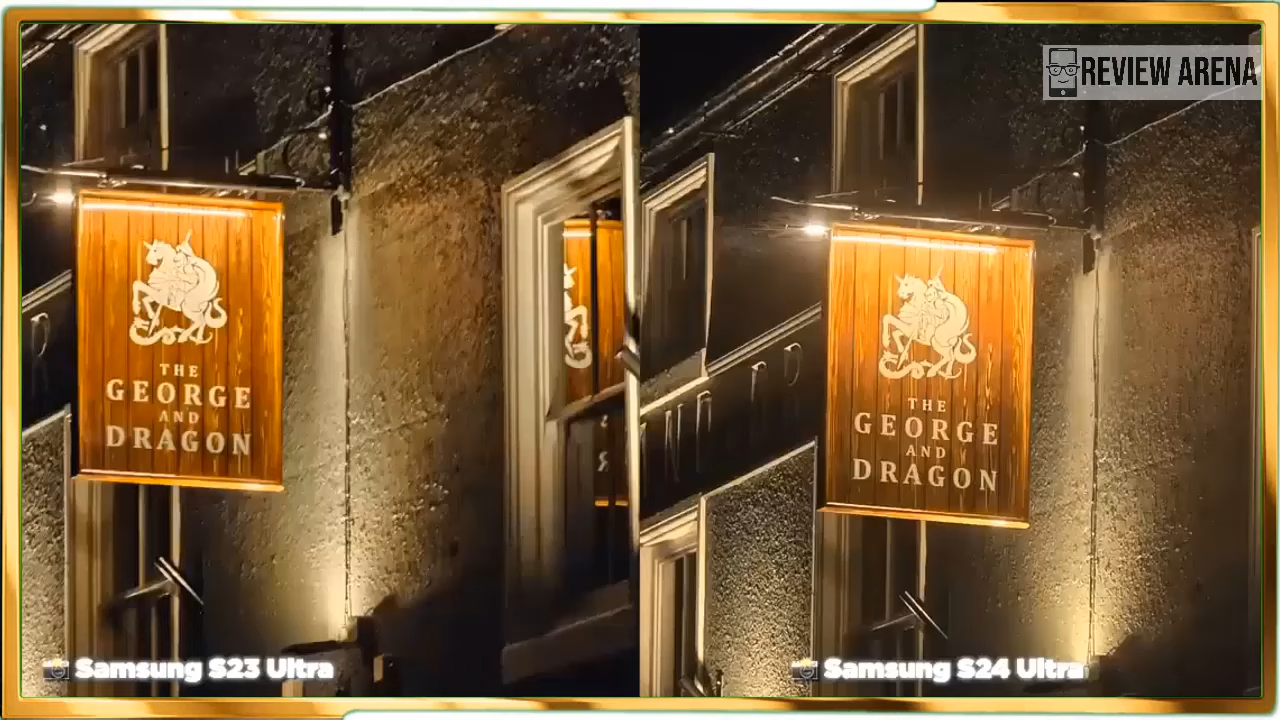 REVIEW ARENA
THE
GEORGE
AND
DRAGON
THE
GEORGE
AND
DRAGON
Samsung S23 Ultra
Samsung S24 Ultra